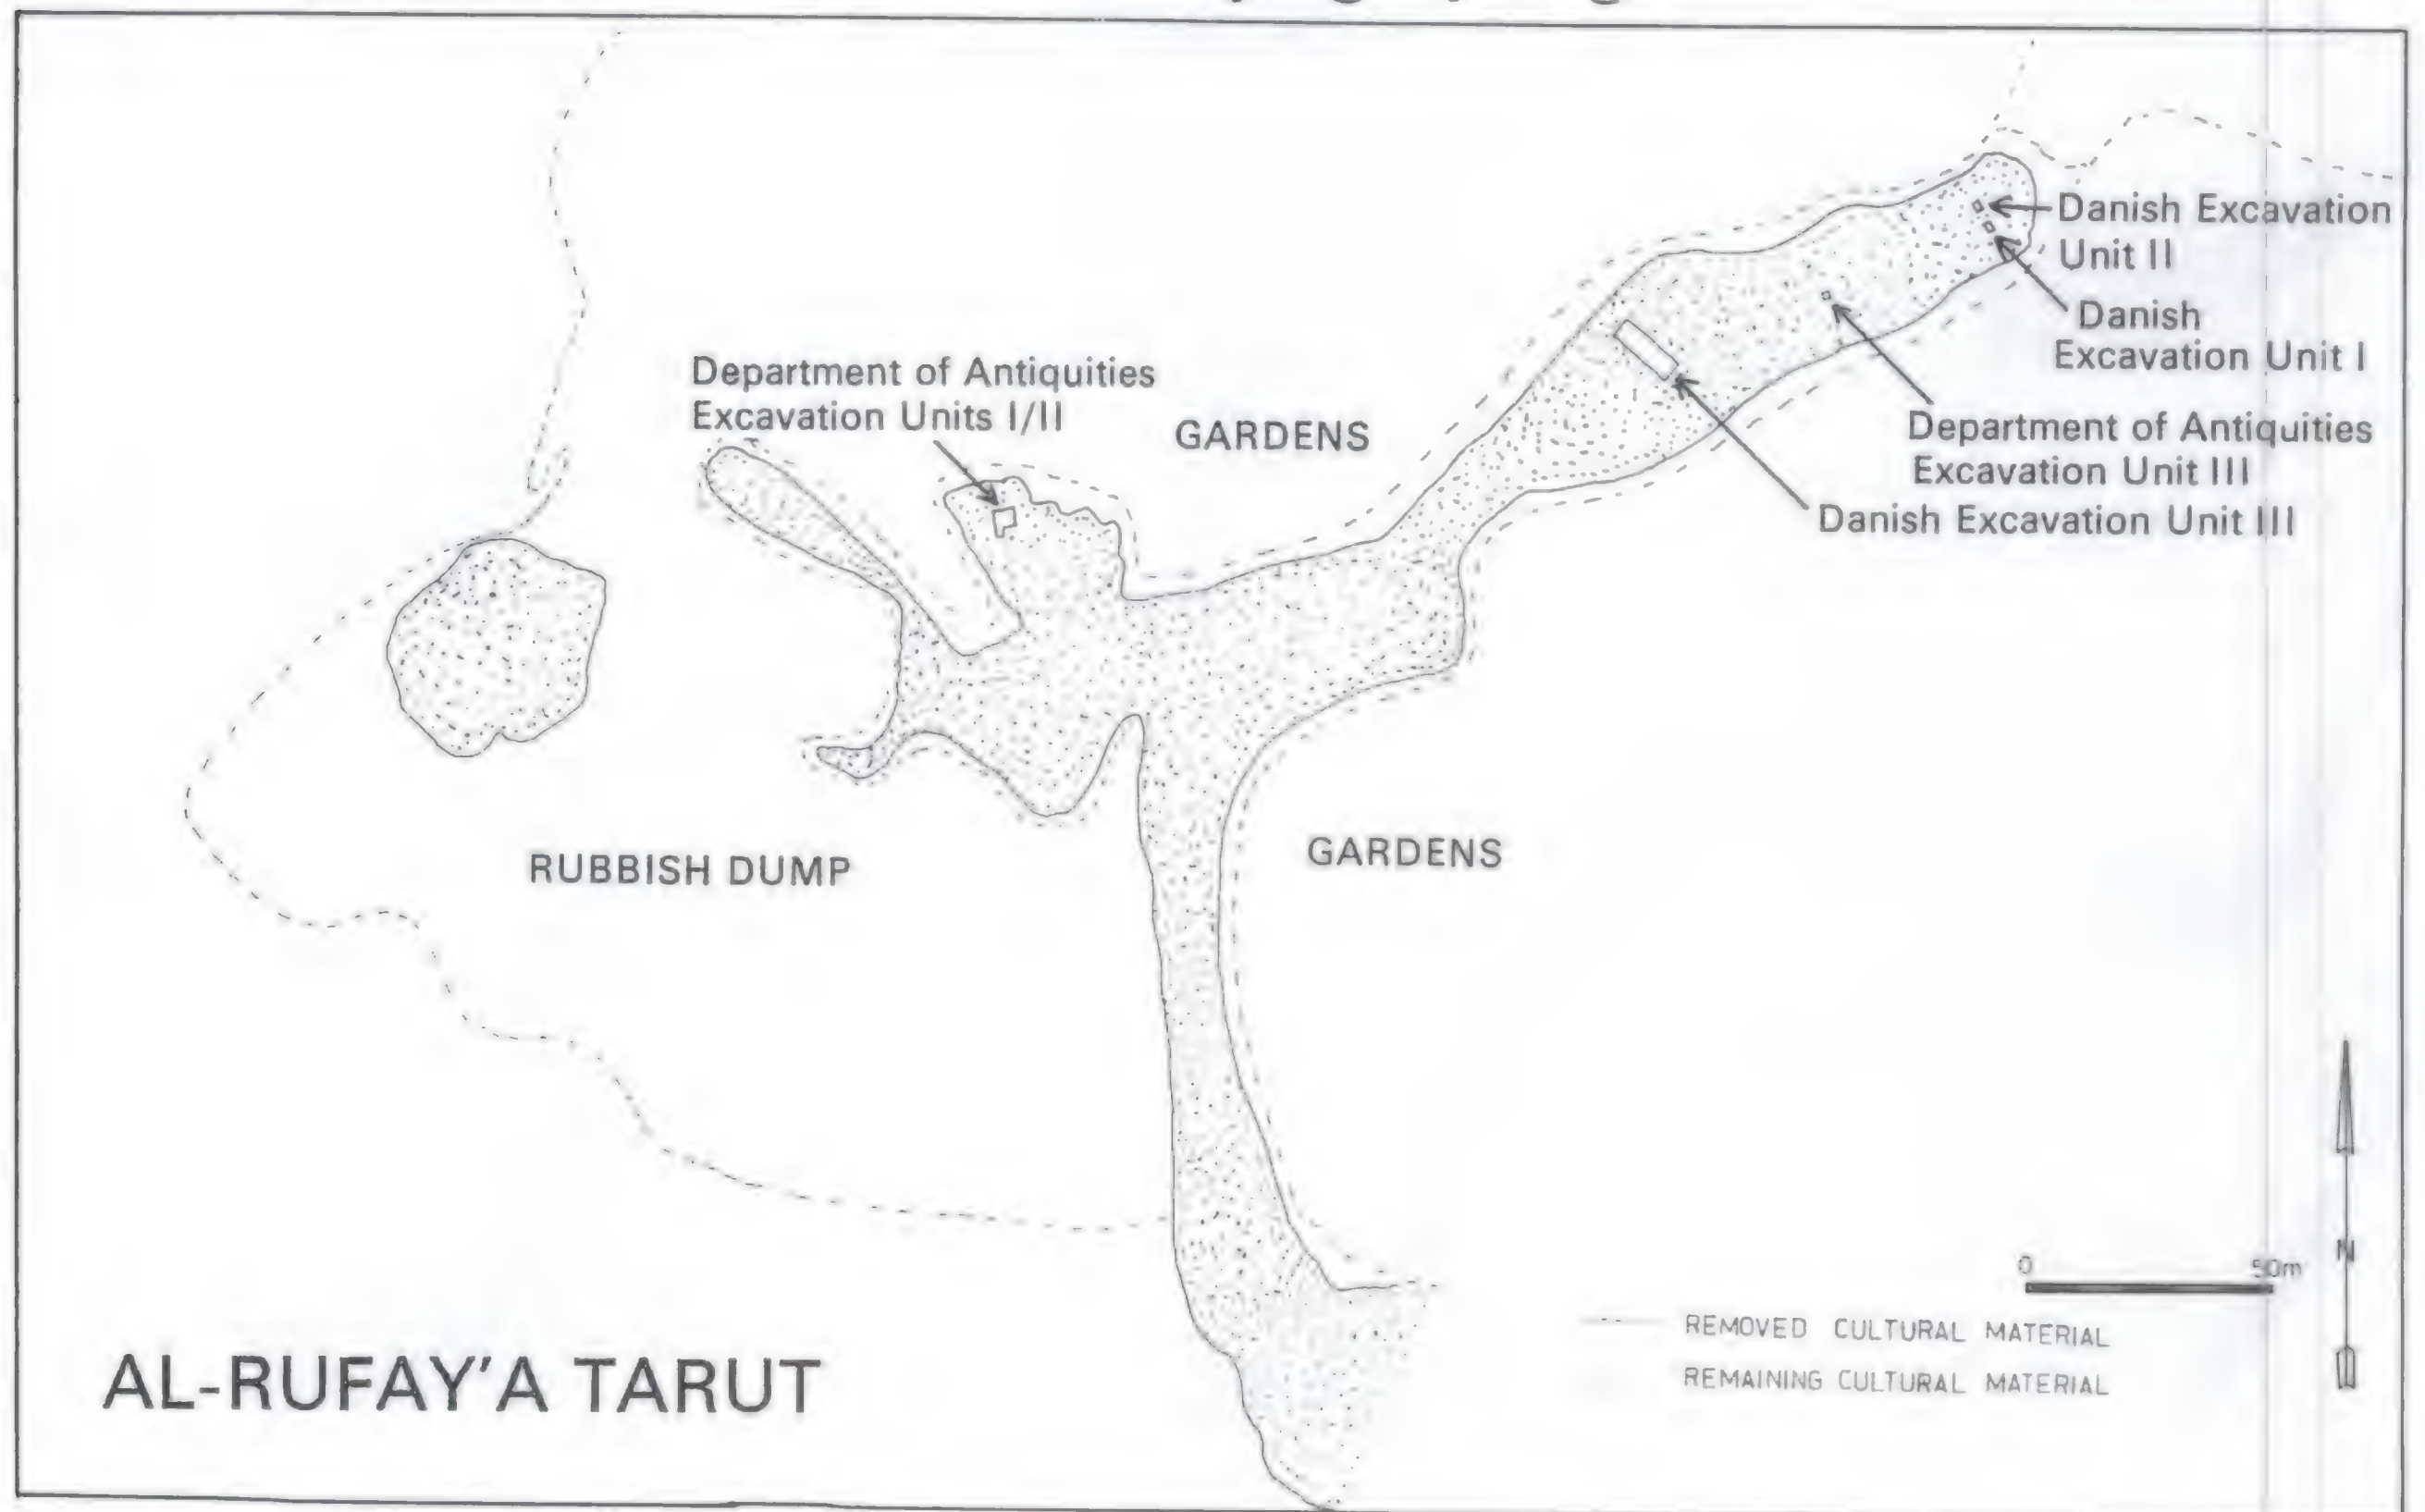 Danish Excavation
Unit II
Danish
Excavation Unit I
Department of Antiquities
Excavation Units I/II
GARDENS
Department of Antiquities
Excavation Unit III
Danish Excavation Unit III
RUBBISH DUMP
GARDENS
0 50m
N
REMOVED CULTURAL MATERIAL
REMAINING CULTURAL MATERIAL
AL-RUFAY'A TARUT